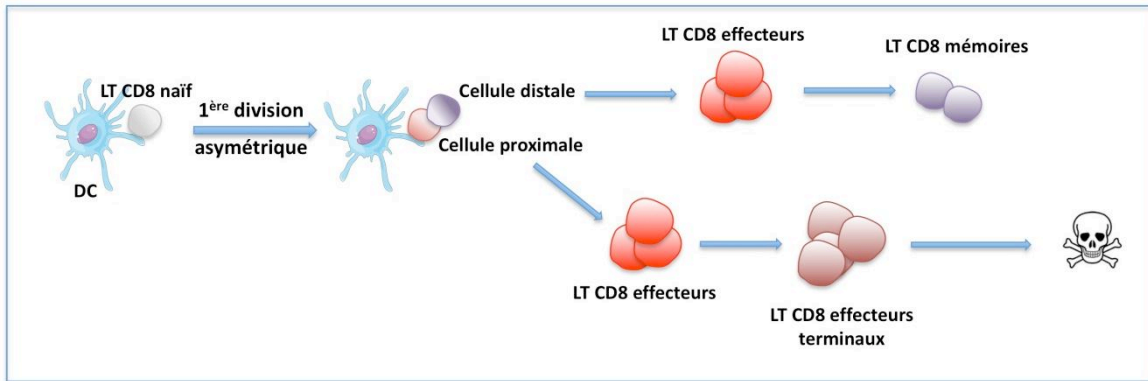 LT CD8 naïf
DC
1ère division
asymétrique
Cellule distale
Cellule proximale
LT CD8 effecteurs
LT CD8 mémoires
LT CD8 effecteurs
LT CD8 effecteurs
terminaux